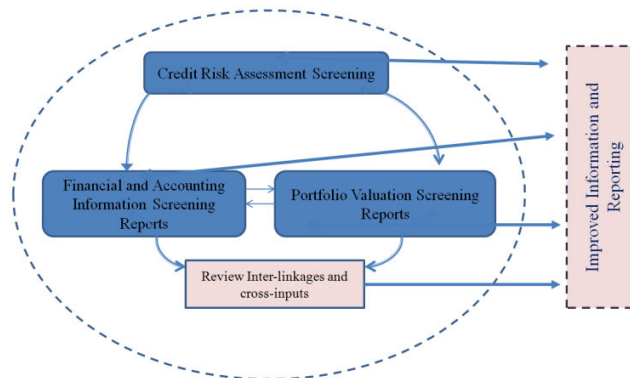 Credit Risk Assessment Screening
Financial and Accounting
Information Screening
Reports
Portfolio Valuation Screening
Reports
Review Inter-linkages and
cross-inputs
Improved Information and
Reporting